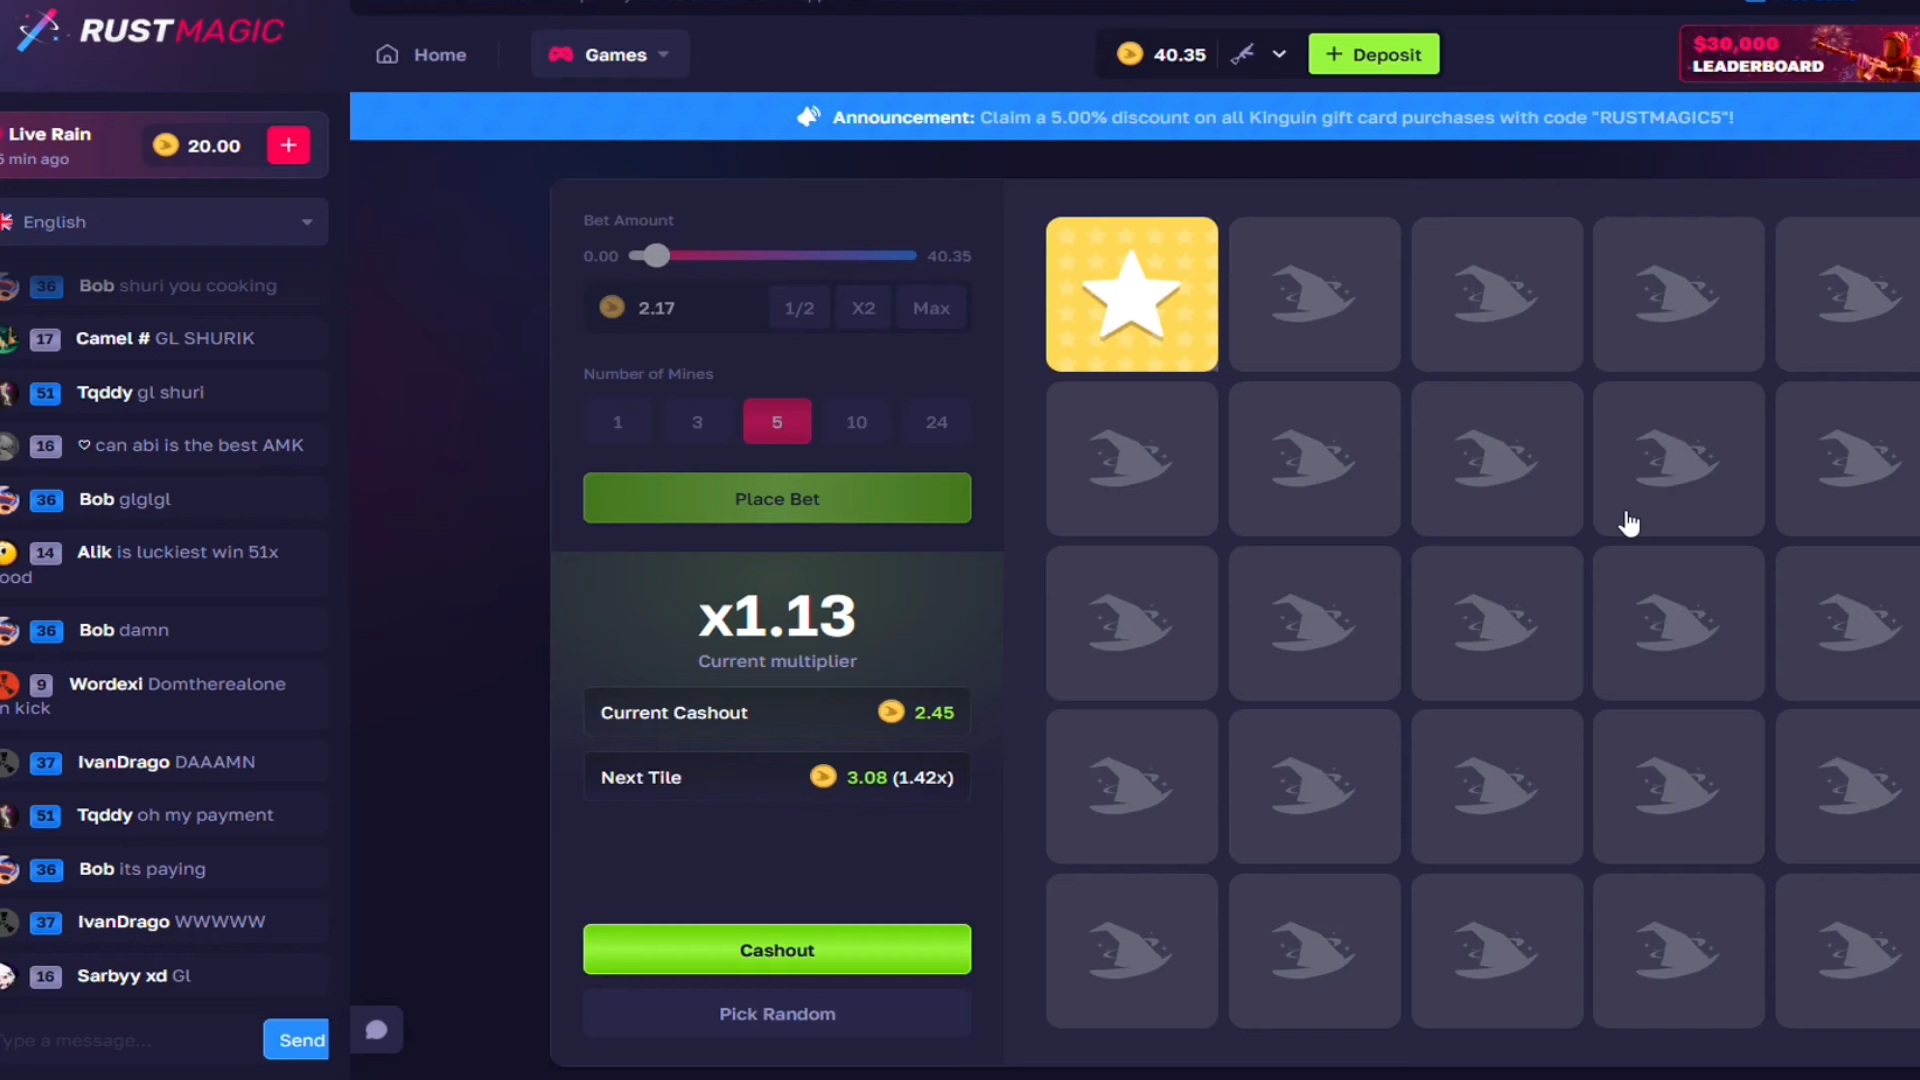 RUSTMAGIC
Home
Games
40.35
+ Deposit
$30,000
LEADERBOARD
Announcement: Claim a 5.00% discount on all Kinguin gift card purchases with code "RUSTMAGIC5"!
Live Rain
20.00
+
min ago
English
36 Bob shuri you cooking
17 Camel # GL SHURIK
51 Tqddy gl shuri
16 ♡ can abi is the best AMK
36 Bob glglgl
14 Alik is luckiest win 51x
ood
36 Bob damn
9 Wordexi Domtherealone
n kick
37 IvanDrago DAAAMN
51 Tqddy oh my payment
36 Bob its paying
37 IvanDrago WWWWW
16 Sarbyy xd Gl
Type a message...
Send
Bet Amount
0.00
40.35
2.17
1/2
X2
Max
Number of Mines
1
3
5
10
24
Place Bet
x1.13
Current multiplier
Current Cashout
2.45
Next Tile
3.08 (1.42x)
Cashout
Pick Random